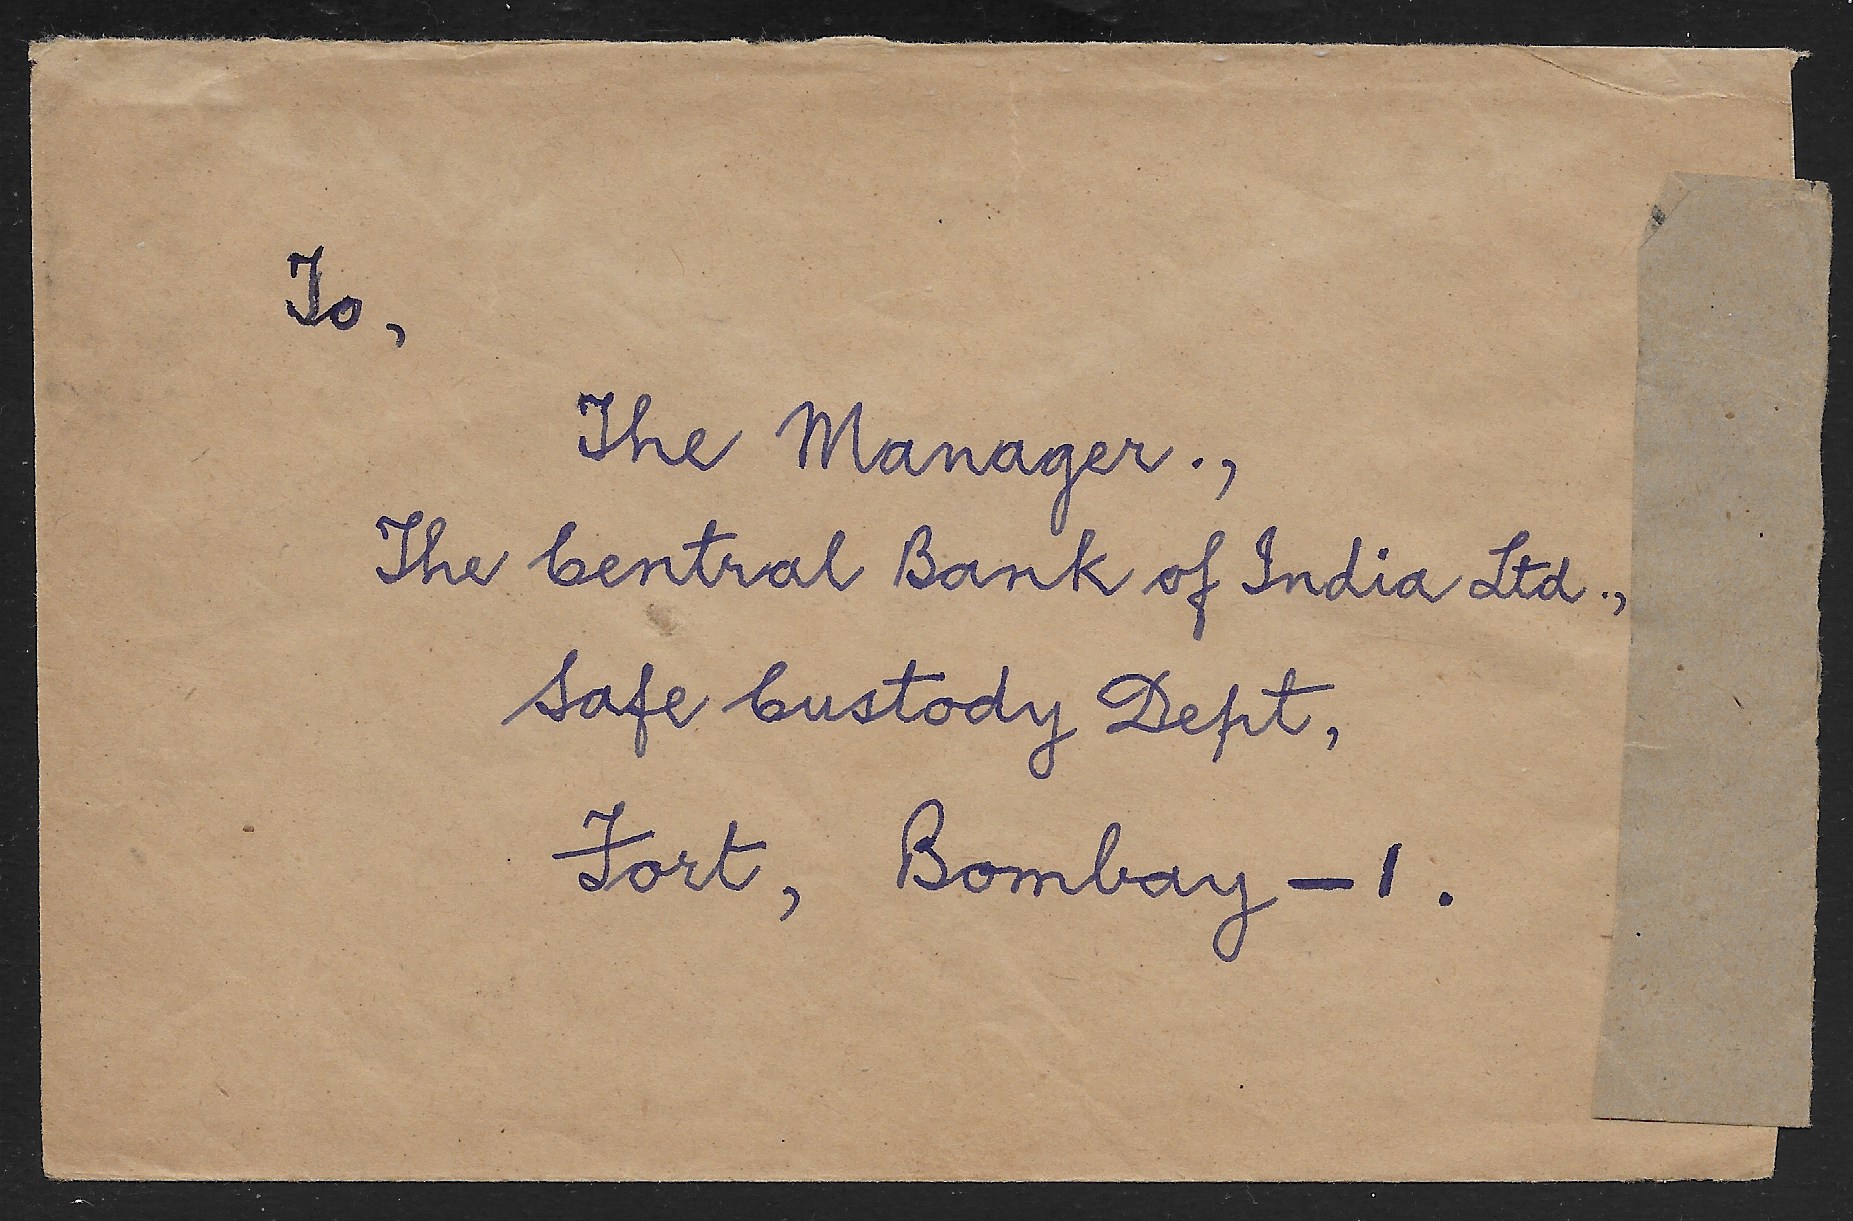 To,
The Manager.,
The Central Bank of India Ltd.,
Safe Custody Dept,
Fort, Bombay - 1.